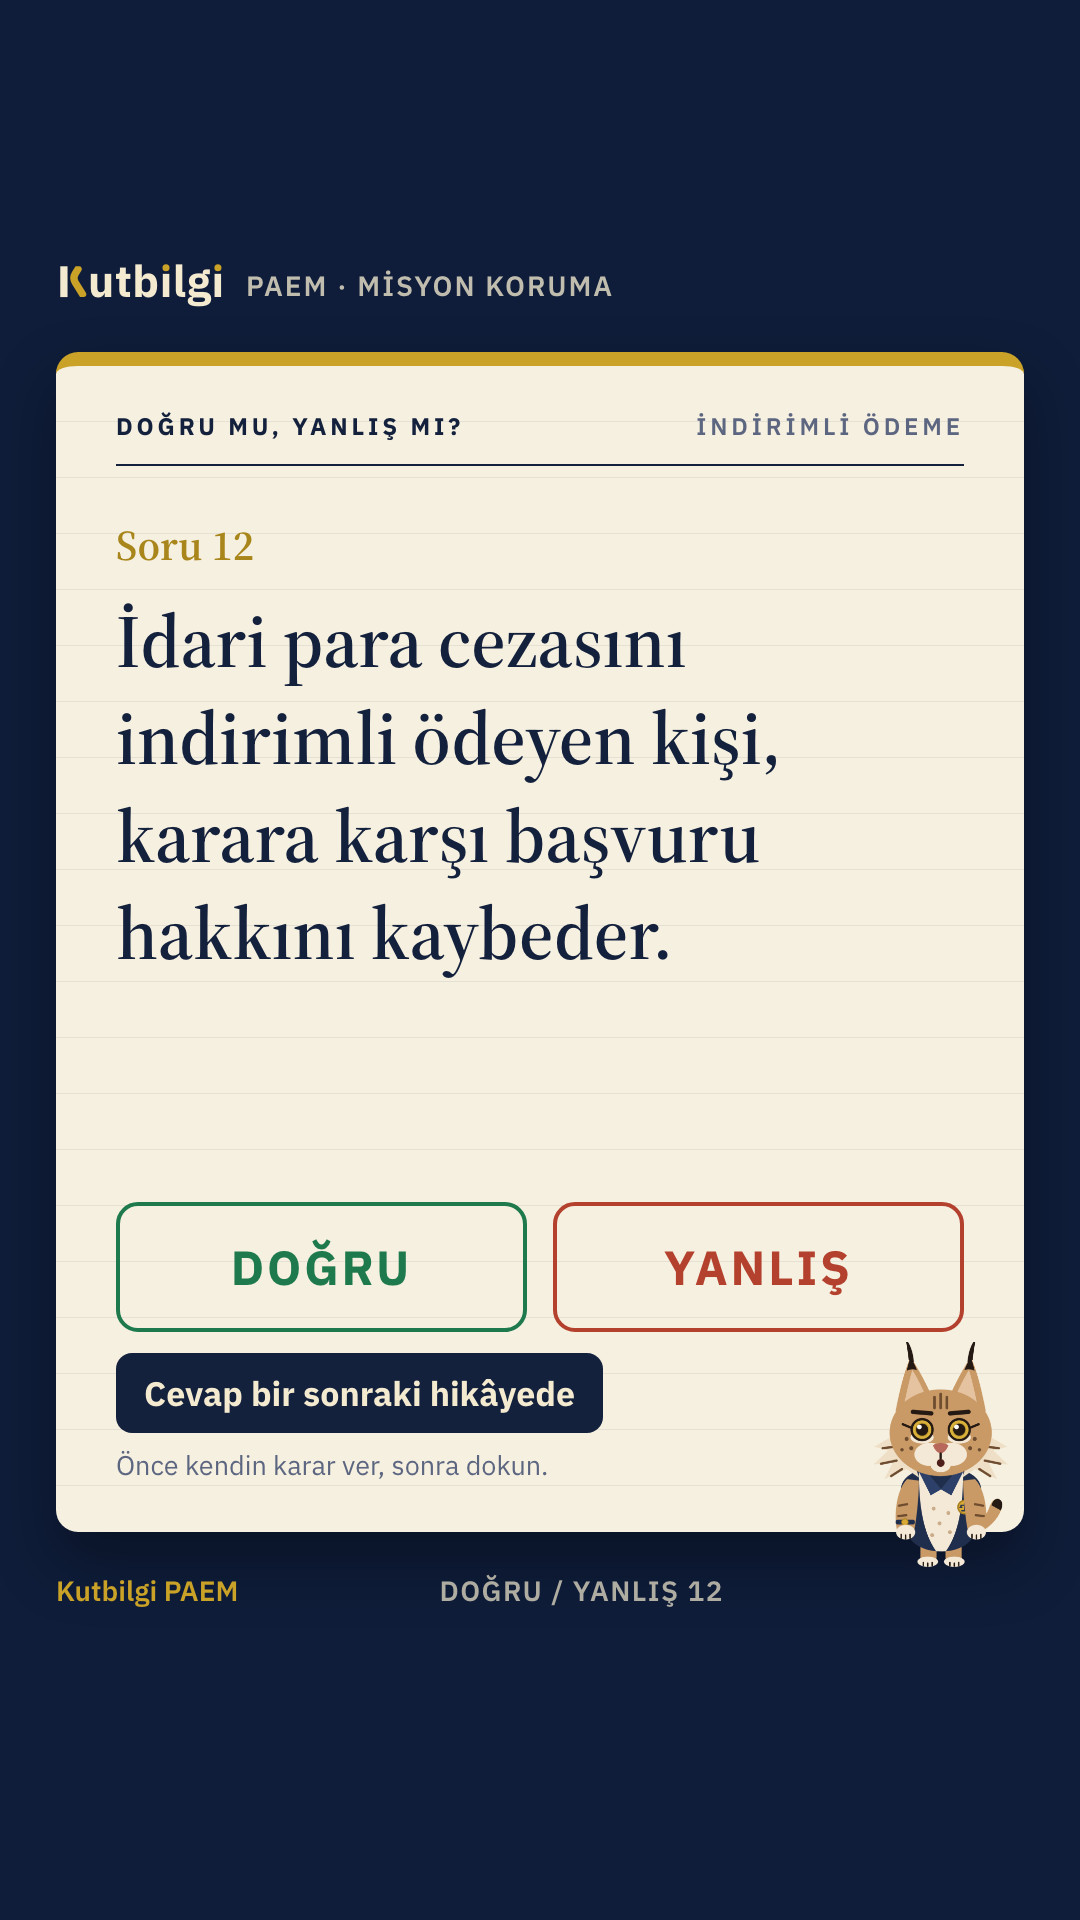 Kutbilgi PAEM · MİSYON KORUMA
DOĞRU MU, YANLIŞ MI? İNDİRİMLİ ÖDEME
Soru 12
İdari para cezasını
indirimli ödeyen kişi,
karara karşı başvuru
hakkını kaybeder.
DOĞRU YANLIŞ
Cevap bir sonraki hikâyede
Önce kendin karar ver, sonra dokun.
Kutbilgi PAEM DOĞRU / YANLIŞ 12